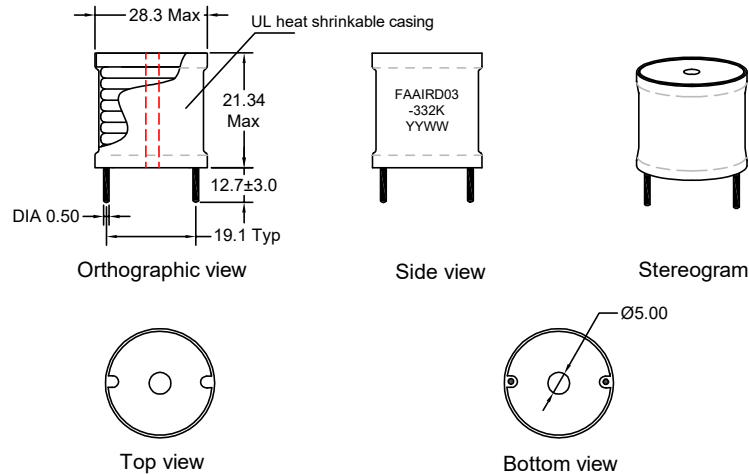 28.3 Max
UL heat shrinkable casing
21.34
Max
12.7±3.0
DIA 0.50
19.1 Typ
Orthographic view
FAAIRD03
-332K
YYWW
Side view
Stereogram
Ø5.00
Top view
Bottom view